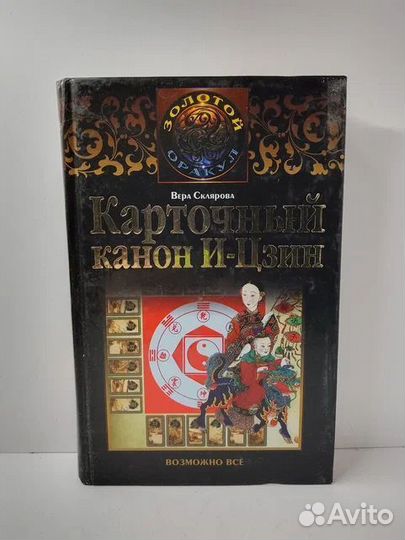 ЗОЛОТОЙ
ОРАКУЛ
ВЕРА СКЛЯРОВА
Карточный
канон И-Цзин
ВОЗМОЖНО ВСЁ
Avito